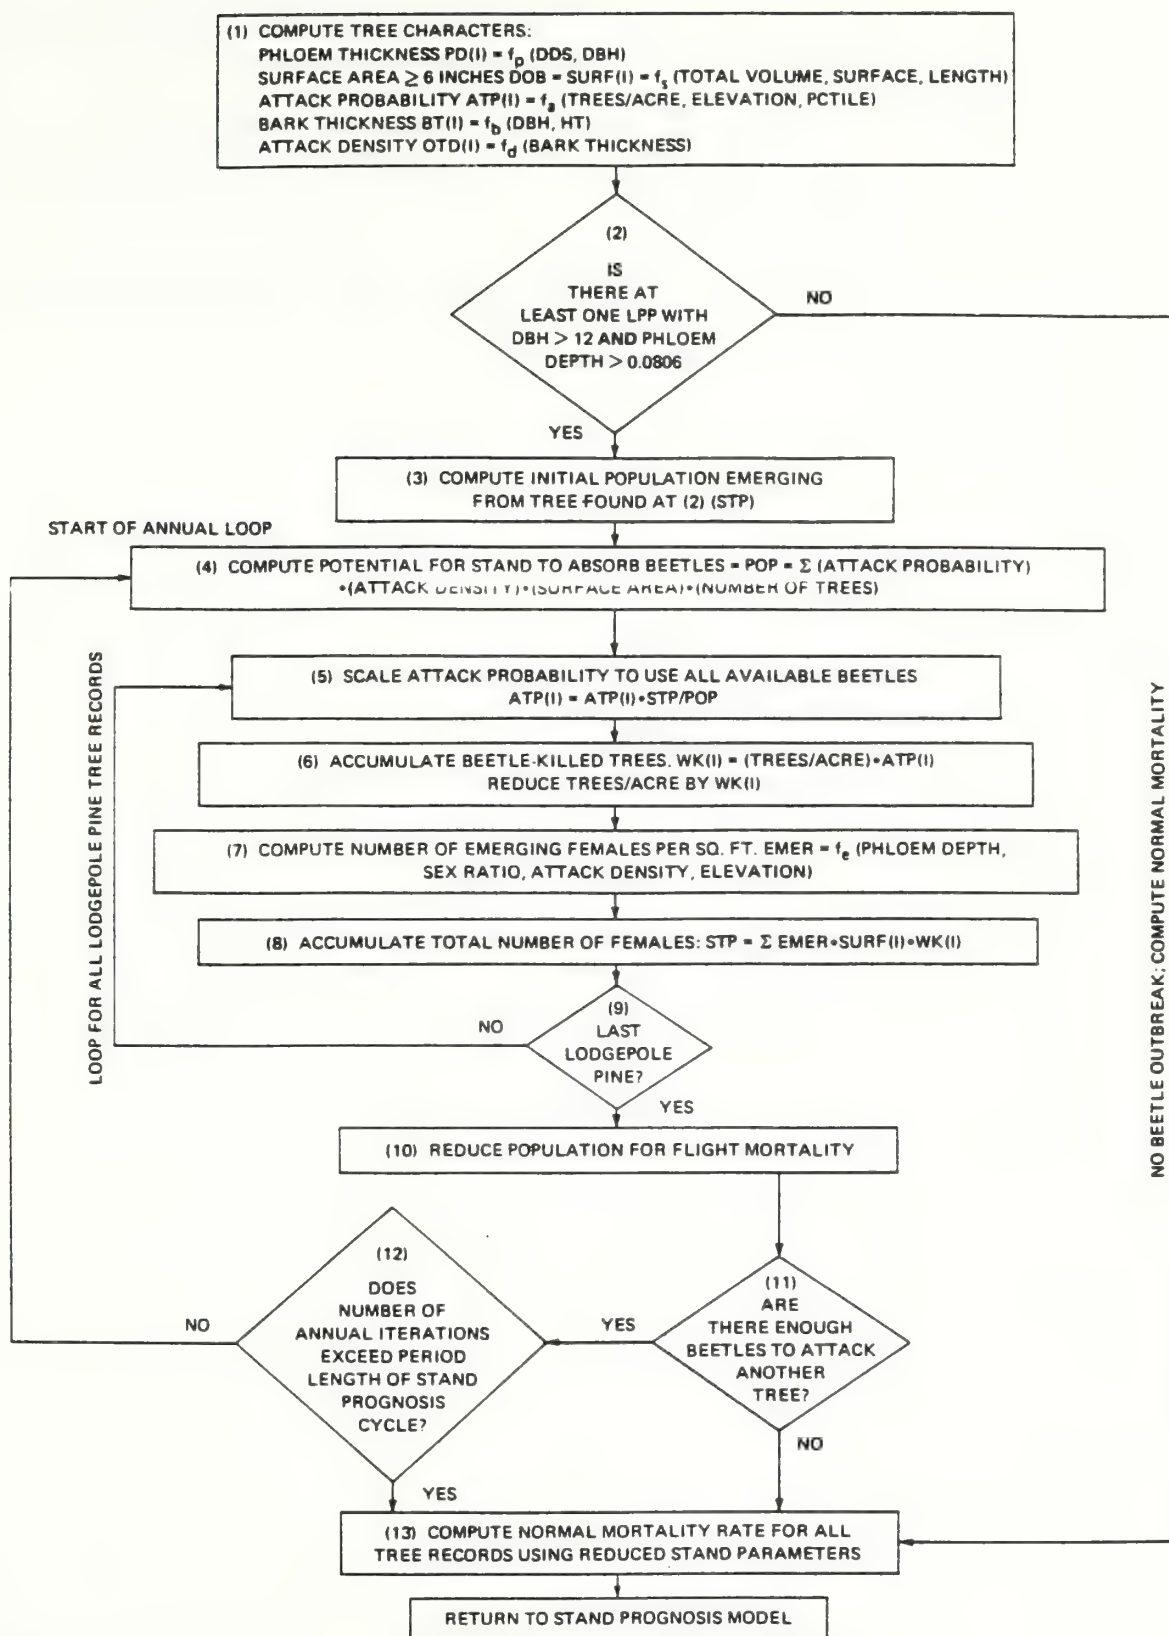 (1) COMPUTE TREE CHARACTERS:
PHLOEM THICKNESS PD(I) = fp (DDS, DBH)
SURFACE AREA ≥ 6 INCHES DOB = SURF(I) = fs (TOTAL VOLUME, SURFACE, LENGTH)
ATTACK PROBABILITY ATP(I) = fa (TREES/ACRE, ELEVATION, PCTILE)
BARK THICKNESS BT(I) = fb (DBH, HT)
ATTACK DENSITY OTD(I) = fd (BARK THICKNESS)
(2)
IS
THERE AT
LEAST ONE LPP WITH
DBH > 12 AND PHLOEM
DEPTH > 0.0806
NO
YES
(3) COMPUTE INITIAL POPULATION EMERGING
FROM TREE FOUND AT (2) (STP)
START OF ANNUAL LOOP
(4) COMPUTE POTENTIAL FOR STAND TO ABSORB BEETLES = POP = Σ (ATTACK PROBABILITY)
•(ATTACK DENSITY)•(SURFACE AREA)•(NUMBER OF TREES)
LOOP FOR ALL LODGEPOLE PINE TREE RECORDS
(5) SCALE ATTACK PROBABILITY TO USE ALL AVAILABLE BEETLES
ATP(I) = ATP(I)•STP/POP
(6) ACCUMULATE BEETLE-KILLED TREES. WK(I) = (TREES/ACRE)•ATP(I)
REDUCE TREES/ACRE BY WK(I)
(7) COMPUTE NUMBER OF EMERGING FEMALES PER SQ. FT. EMER = fe (PHLOEM DEPTH,
SEX RATIO, ATTACK DENSITY, ELEVATION)
(8) ACCUMULATE TOTAL NUMBER OF FEMALES: STP = Σ EMER•SURF(I)•WK(I)
(9)
LAST
LODGEPOLE
PINE?
NO
YES
NO BEETLE OUTBREAK; COMPUTE NORMAL MORTALITY
(10) REDUCE POPULATION FOR FLIGHT MORTALITY
(11)
ARE
THERE ENOUGH
BEETLES TO ATTACK
ANOTHER
TREE?
YES
NO
(12)
DOES
NUMBER OF
ANNUAL ITERATIONS
EXCEED PERIOD
LENGTH OF STAND
PROGNOSIS
CYCLE?
NO
YES
(13) COMPUTE NORMAL MORTALITY RATE FOR ALL
TREE RECORDS USING REDUCED STAND PARAMETERS
RETURN TO STAND PROGNOSIS MODEL